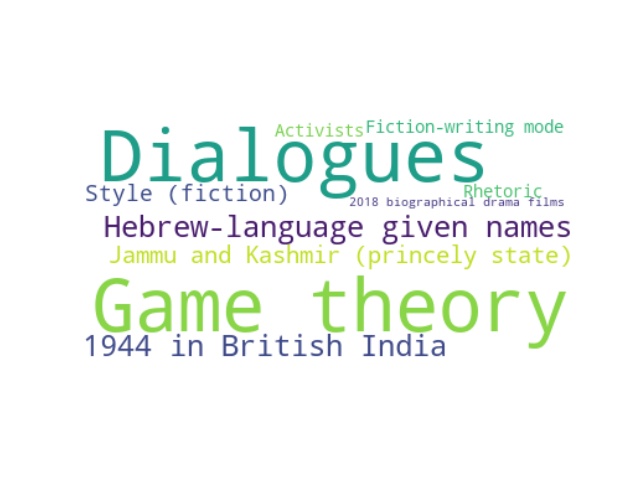 Activists Fiction-writing mode
Dialogues
Style (fiction) Rhetoric
2018 biographical drama films
Hebrew-language given names
Jammu and Kashmir (princely state)
Game theory
1944 in British India